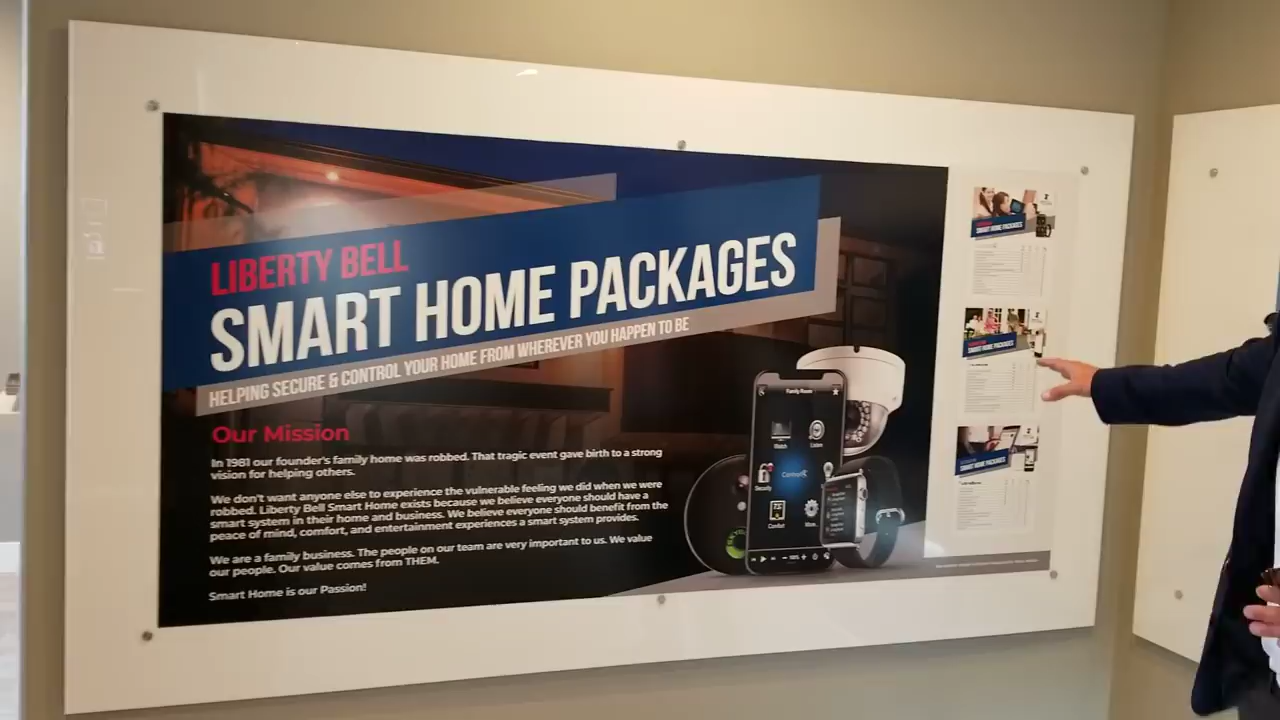 LIBERTY BELL
SMART HOME PACKAGES
HELPING SECURE & CONTROL YOUR HOME FROM WHEREVER YOU HAPPEN TO BE
Our Mission
In 1981 our founder's family home was robbed. That tragic event gave birth to a strong
vision for helping others.
We don't want anyone else to experience the vulnerable feeling we did when we were
robbed. Liberty Bell Smart Home exists because we believe everyone should have a
smart system in their home and business. We believe everyone should benefit from the
peace of mind, comfort, and entertainment experiences a smart system provides.
We are a family business. The people on our team are very important to us. We value
our people. Our value comes from THEM.
Smart Home is our Passion!
Family Room
Watch
Listen
Security
Control4
Comfort
More
SMART HOME PACKAGES
SMART HOME PACKAGES
SMART HOME PACKAGES